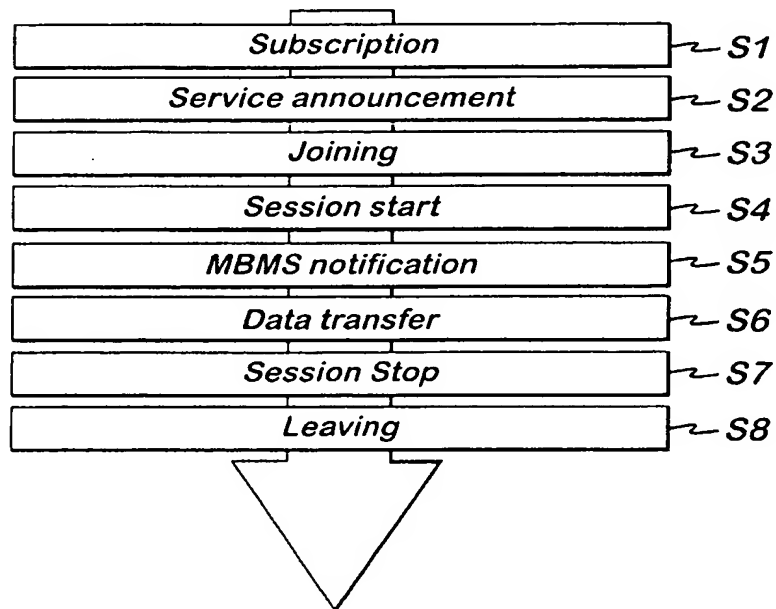 Subscription S1
Service announcement S2
Joining S3
Session start S4
MBMS notification S5
Data transfer S6
Session Stop S7
Leaving S8